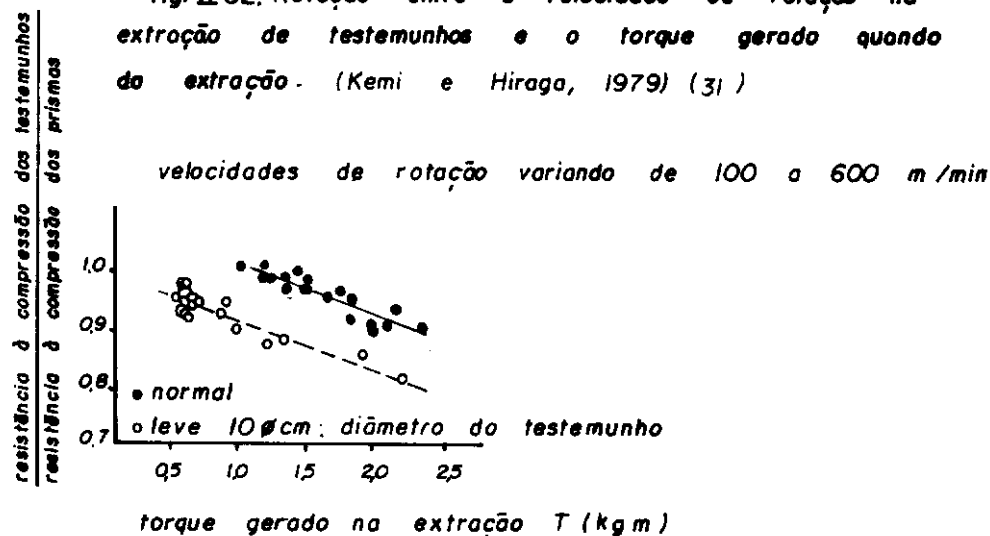 extração de testemunhos e o torque gerado quando
da extração. (Kemi e Hiraga, 1979) (31)
velocidades de rotação variando de 100 a 600 m/min
resistência à compressão dos testemunhos
resistência à compressão dos prismas
1,0
0,9
0,8
0,7
normal
leve 10 ø cm: diâmetro do testemunho
0,5 1,0 1,5 2,0 2,5
torque gerado na extração T (kgm)